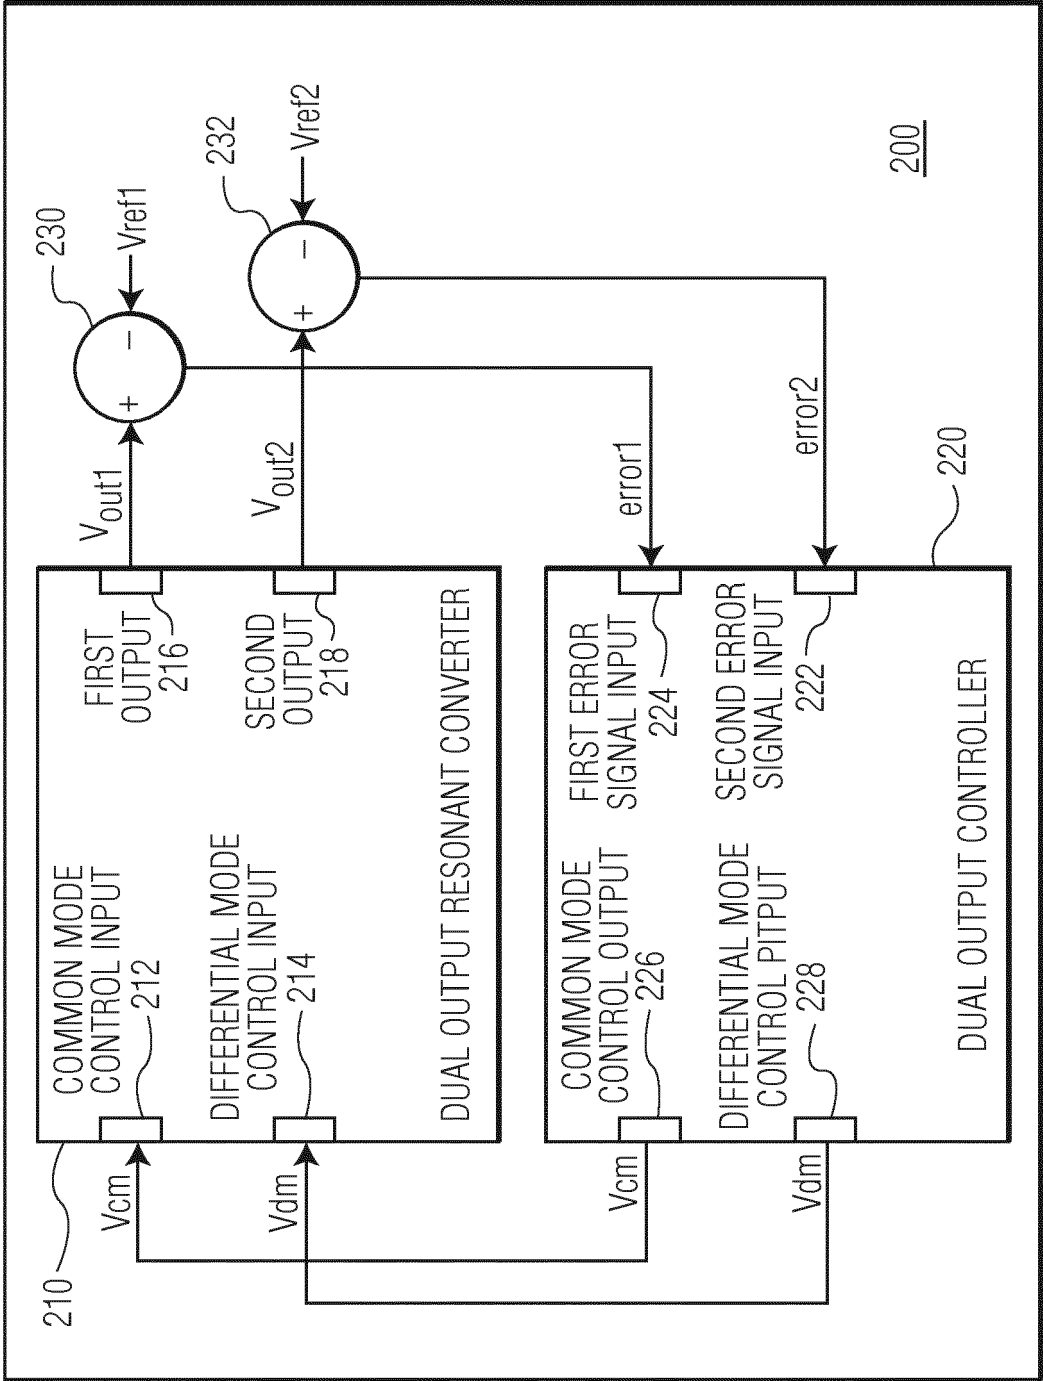 230
Vref1
232
Vref2
200
Vout1
Vout2
+
−
+
−
error1
error2
220
FIRST
OUTPUT
216
SECOND
OUTPUT
218
COMMON MODE
CONTROL INPUT
212
DIFFERENTIAL MODE
CONTROL INPUT
214
DUAL OUTPUT RESONANT CONVERTER
Vcm
Vdm
210
FIRST ERROR
SIGNAL INPUT
224
SECOND ERROR
SIGNAL INPUT
222
COMMON MODE
CONTROL OUTPUT
226
DIFFERENTIAL MODE
CONTROL PITPUT
228
DUAL OUTPUT CONTROLLER
Vcm
Vdm